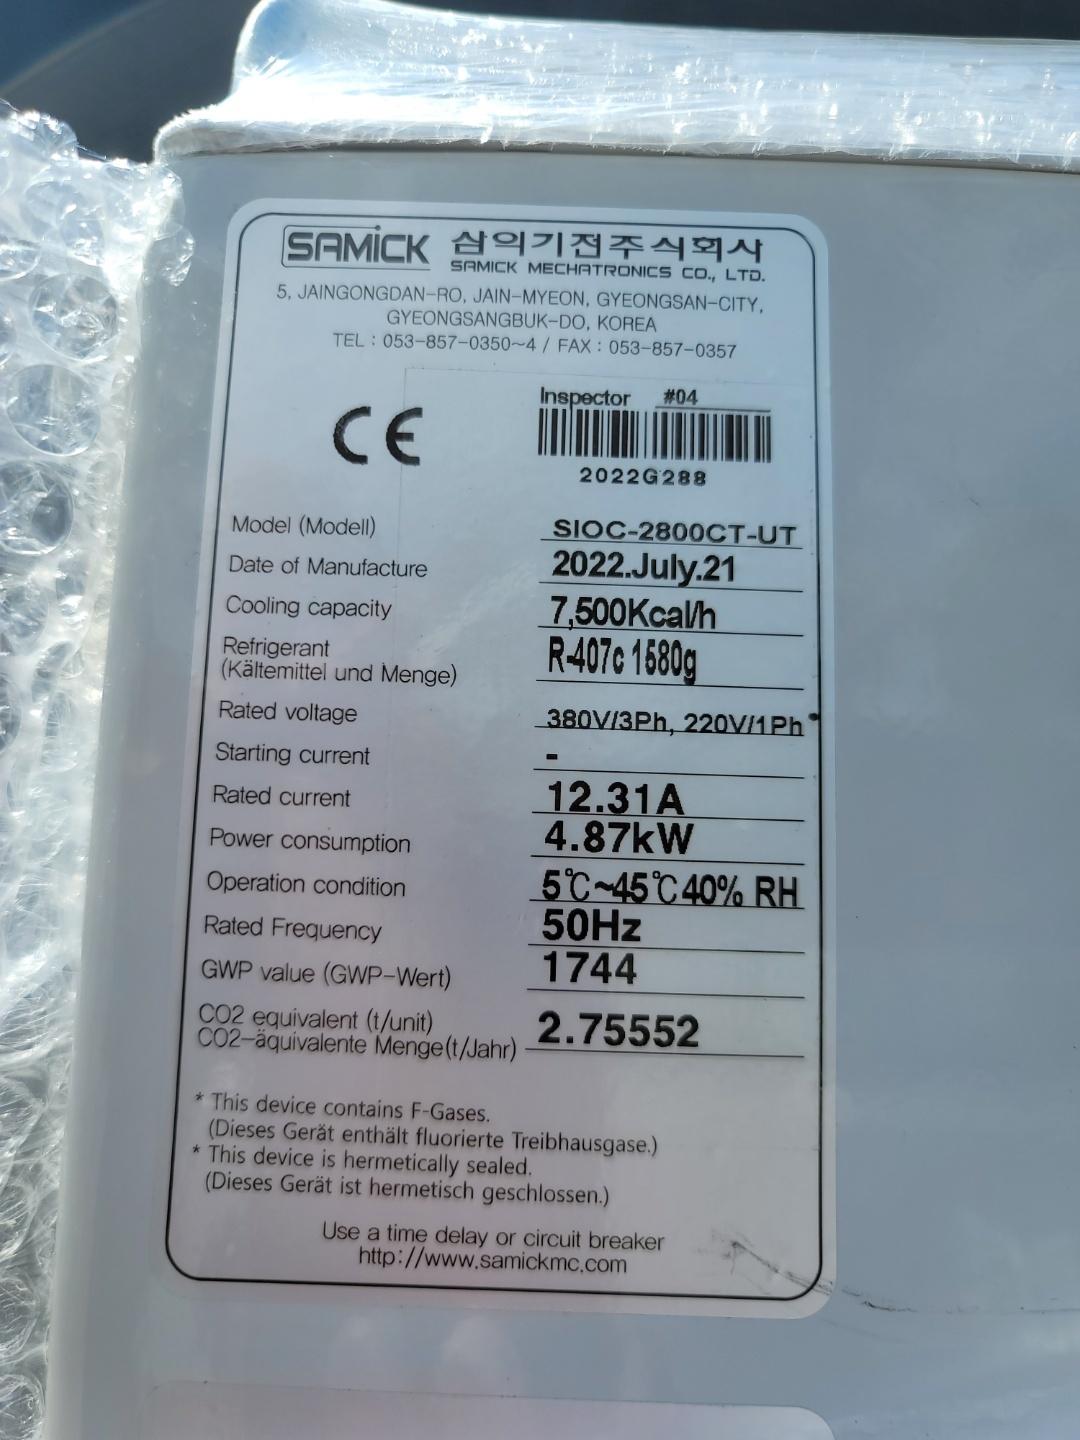 SAMICK 삼익기전주식회사
SAMICK MECHATRONICS CO., LTD.
5, JAINGONGDAN-RO, JAIN-MYEON, GYEONGSAN-CITY,
GYEONGSANGBUK-DO, KOREA
TEL : 053-857-0350~4 / FAX : 053-857-0357
CE
Inspector #04
2022G288
Model (Modell) SIOC-2800CT-UT
Date of Manufacture 2022.July.21
Cooling capacity 7,500Kcal/h
Refrigerant
(Kältemittel und Menge) R-407c 1580g
Rated voltage 380V/3Ph, 220V/1Ph
Starting current -
Rated current 12.31A
Power consumption 4.87kW
Operation condition 5℃~45℃ 40% RH
Rated Frequency 50Hz
GWP value (GWP-Wert) 1744
CO2 equivalent (t/unit)
CO2-äquivalente Menge(t/Jahr) 2.75552
* This device contains F-Gases.
(Dieses Gerät enthält fluorierte Treibhausgase.)
* This device is hermetically sealed.
(Dieses Gerät ist hermetisch geschlossen.)
Use a time delay or circuit breaker
http://www.samickmc.com